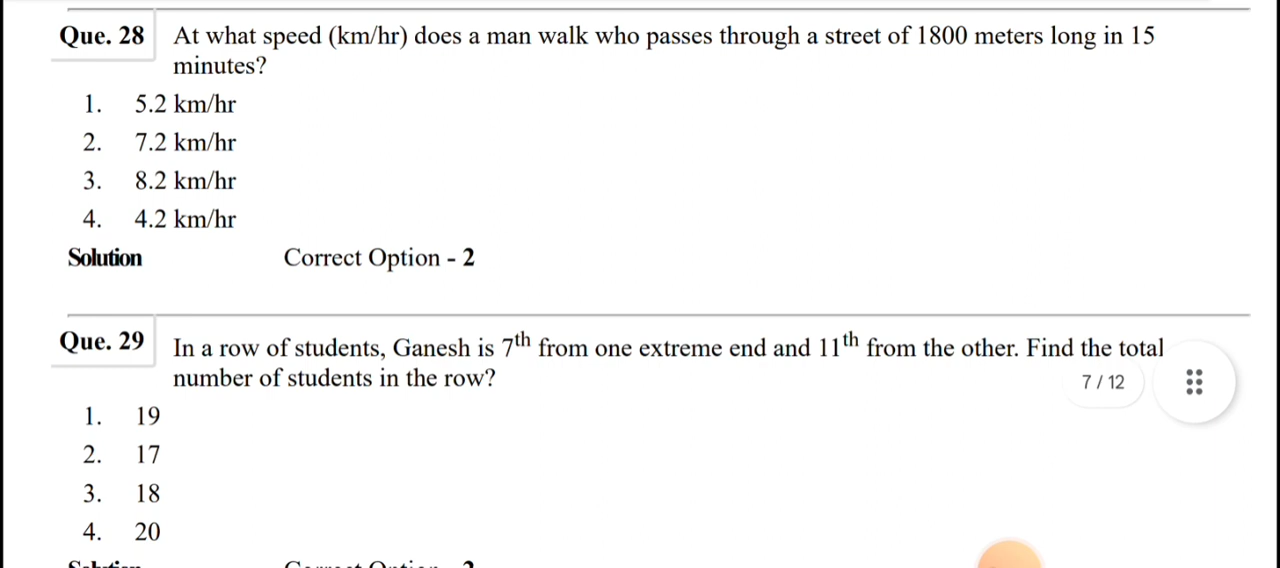 Que. 28 At what speed (km/hr) does a man walk who passes through a street of 1800 meters long in 15
minutes?
1. 5.2 km/hr
2. 7.2 km/hr
3. 8.2 km/hr
4. 4.2 km/hr
Solution Correct Option - 2
Que. 29 In a row of students, Ganesh is 7th from one extreme end and 11th from the other. Find the total
number of students in the row?
7 / 12
1. 19
2. 17
3. 18
4. 20